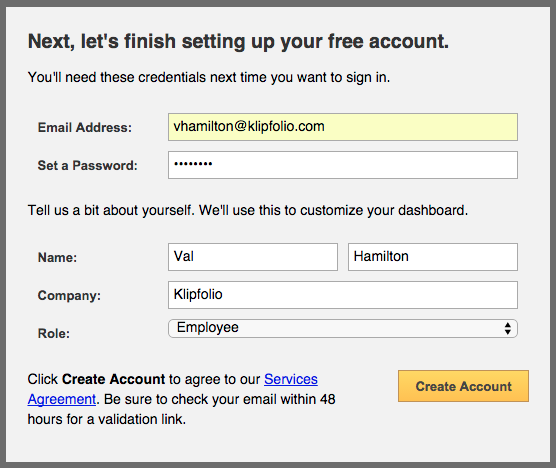 Next, let's finish setting up your free account.
You'll need these credentials next time you want to sign in.
Email Address: vhamilton@klipfolio.com
Set a Password: ••••••••
Tell us a bit about yourself. We'll use this to customize your dashboard.
Name: Val Hamilton
Company: Klipfolio
Role: Employee
Click Create Account to agree to our Services
Agreement. Be sure to check your email within 48
hours for a validation link.
Create Account